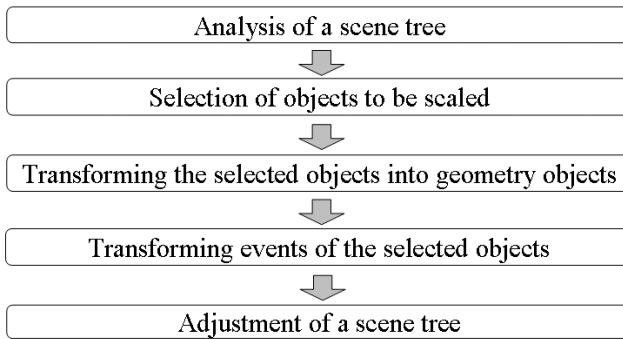 Analysis of a scene tree
Selection of objects to be scaled
Transforming the selected objects into geometry objects
Transforming events of the selected objects
Adjustment of a scene tree